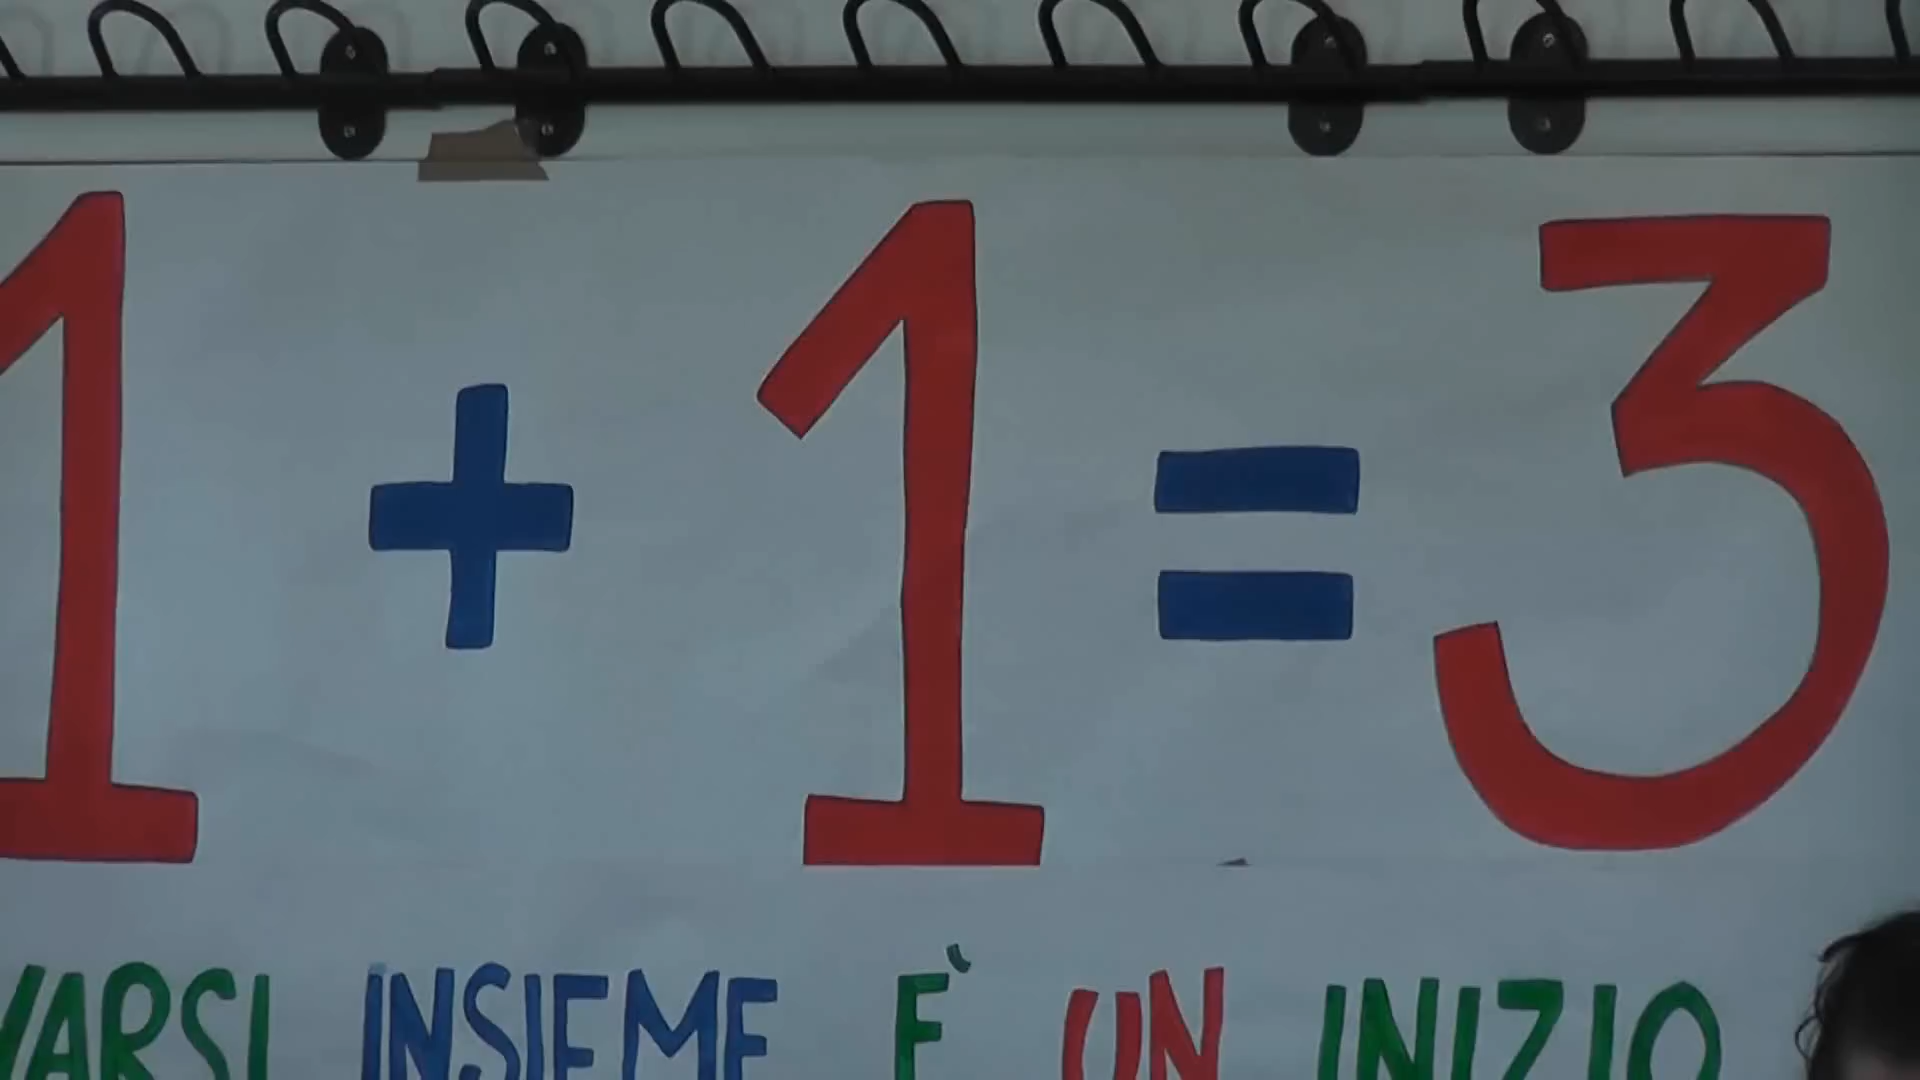 1 + 1 = 3
VARSI INSIEME È UN INIZIO